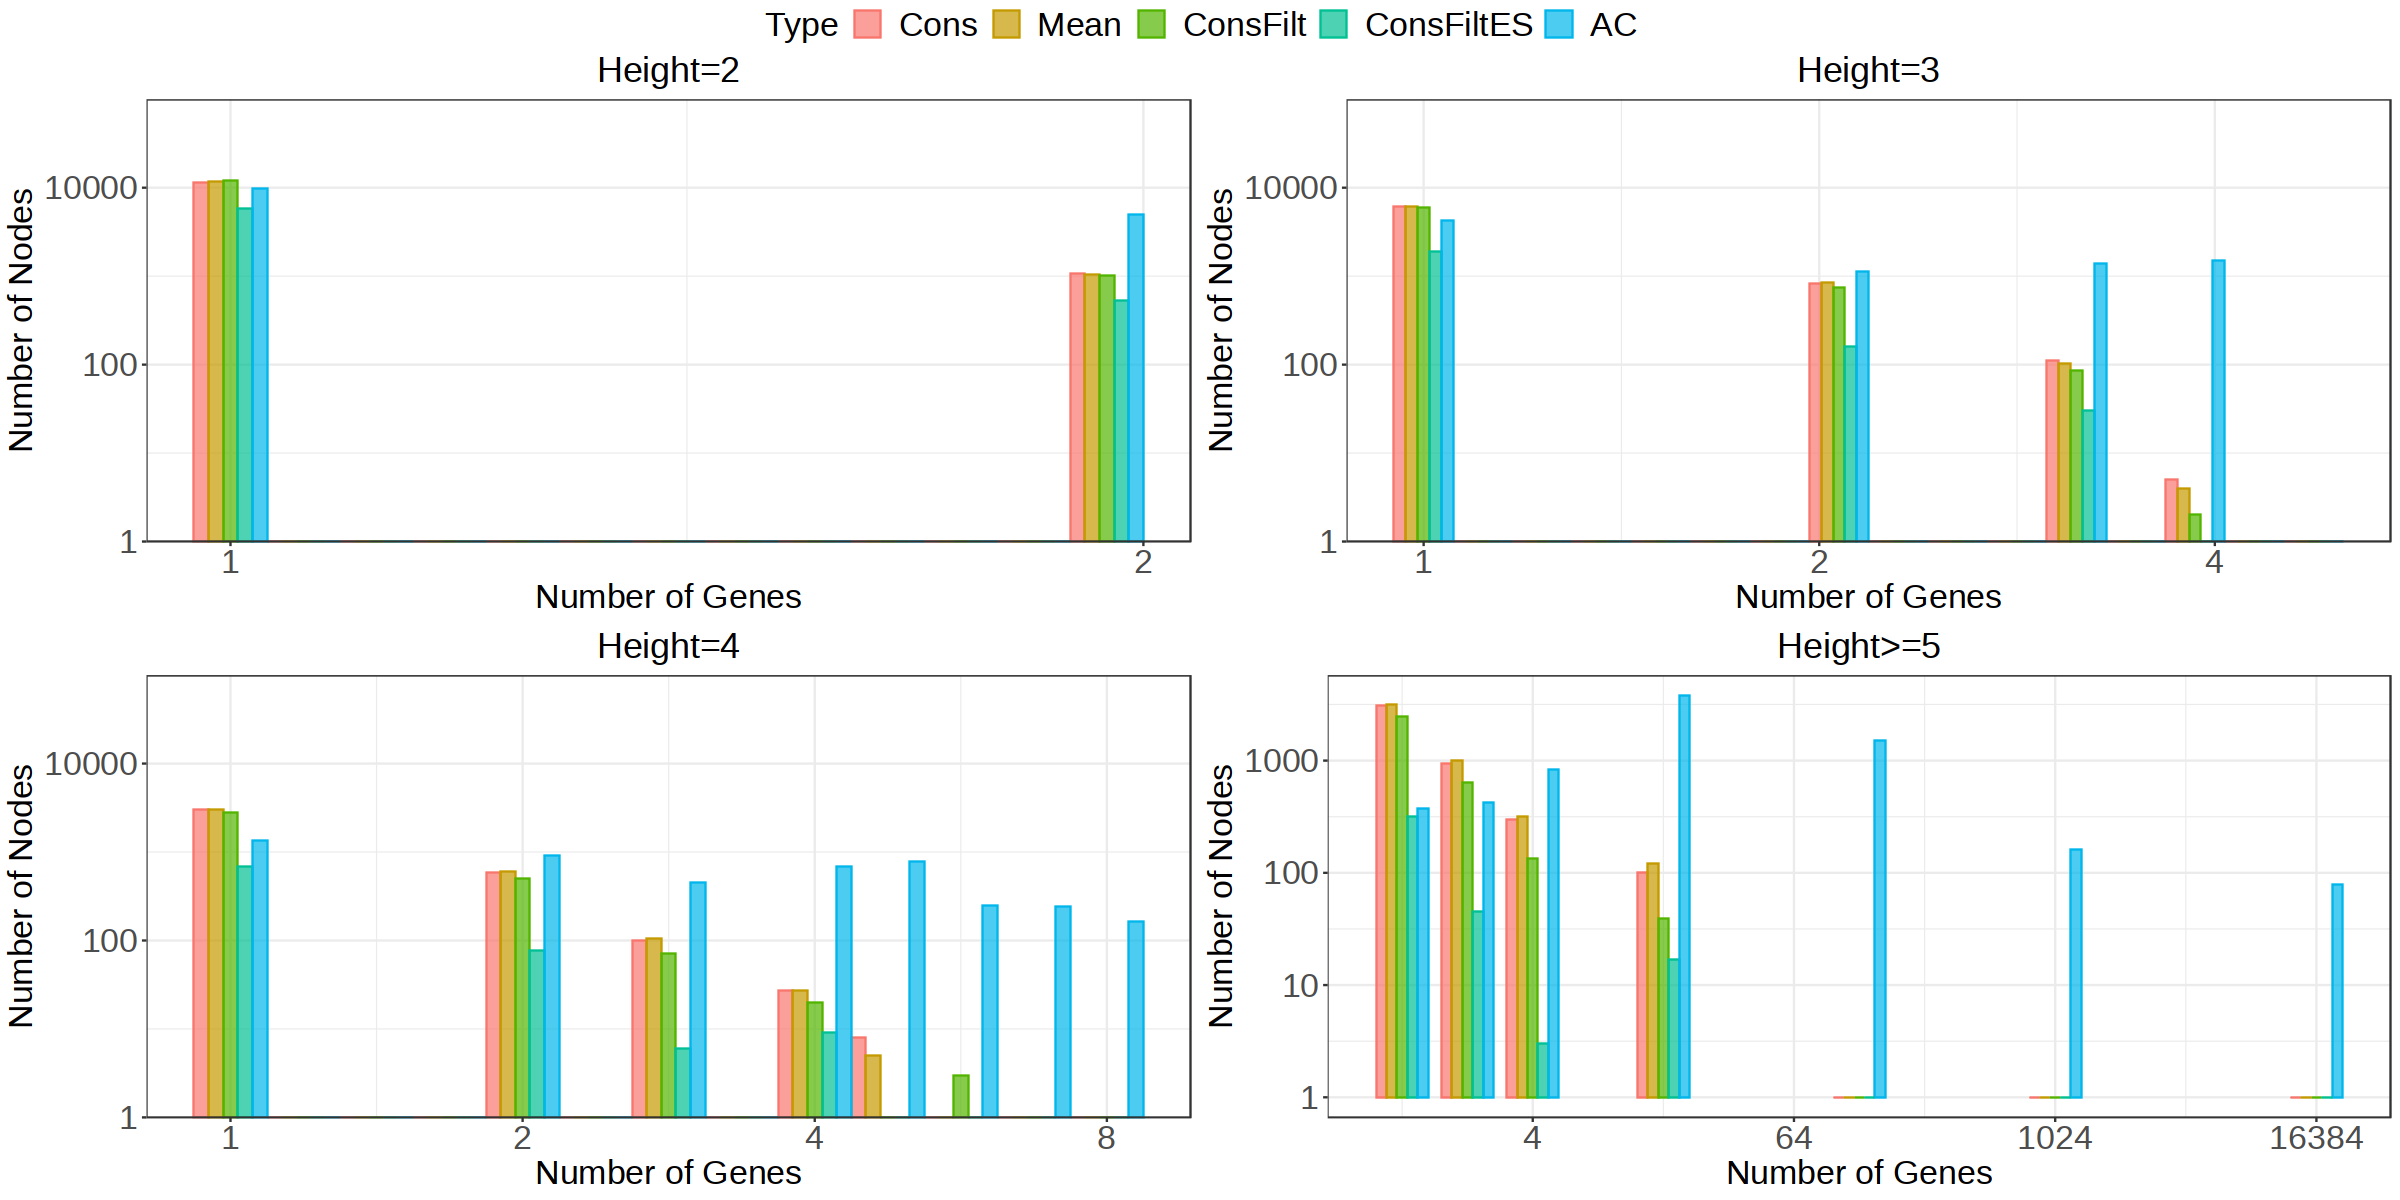 Type Cons Mean ConsFilt ConsFiltES AC
Height=2
Number of Nodes
10000
100
1
1 2
Number of Genes
Height=3
Number of Nodes
10000
100
1
1 2 4
Number of Genes
Height=4
Number of Nodes
10000
100
1
1 2 4 8
Number of Genes
Height>=5
Number of Nodes
1000
100
10
1
4 64 1024 16384
Number of Genes